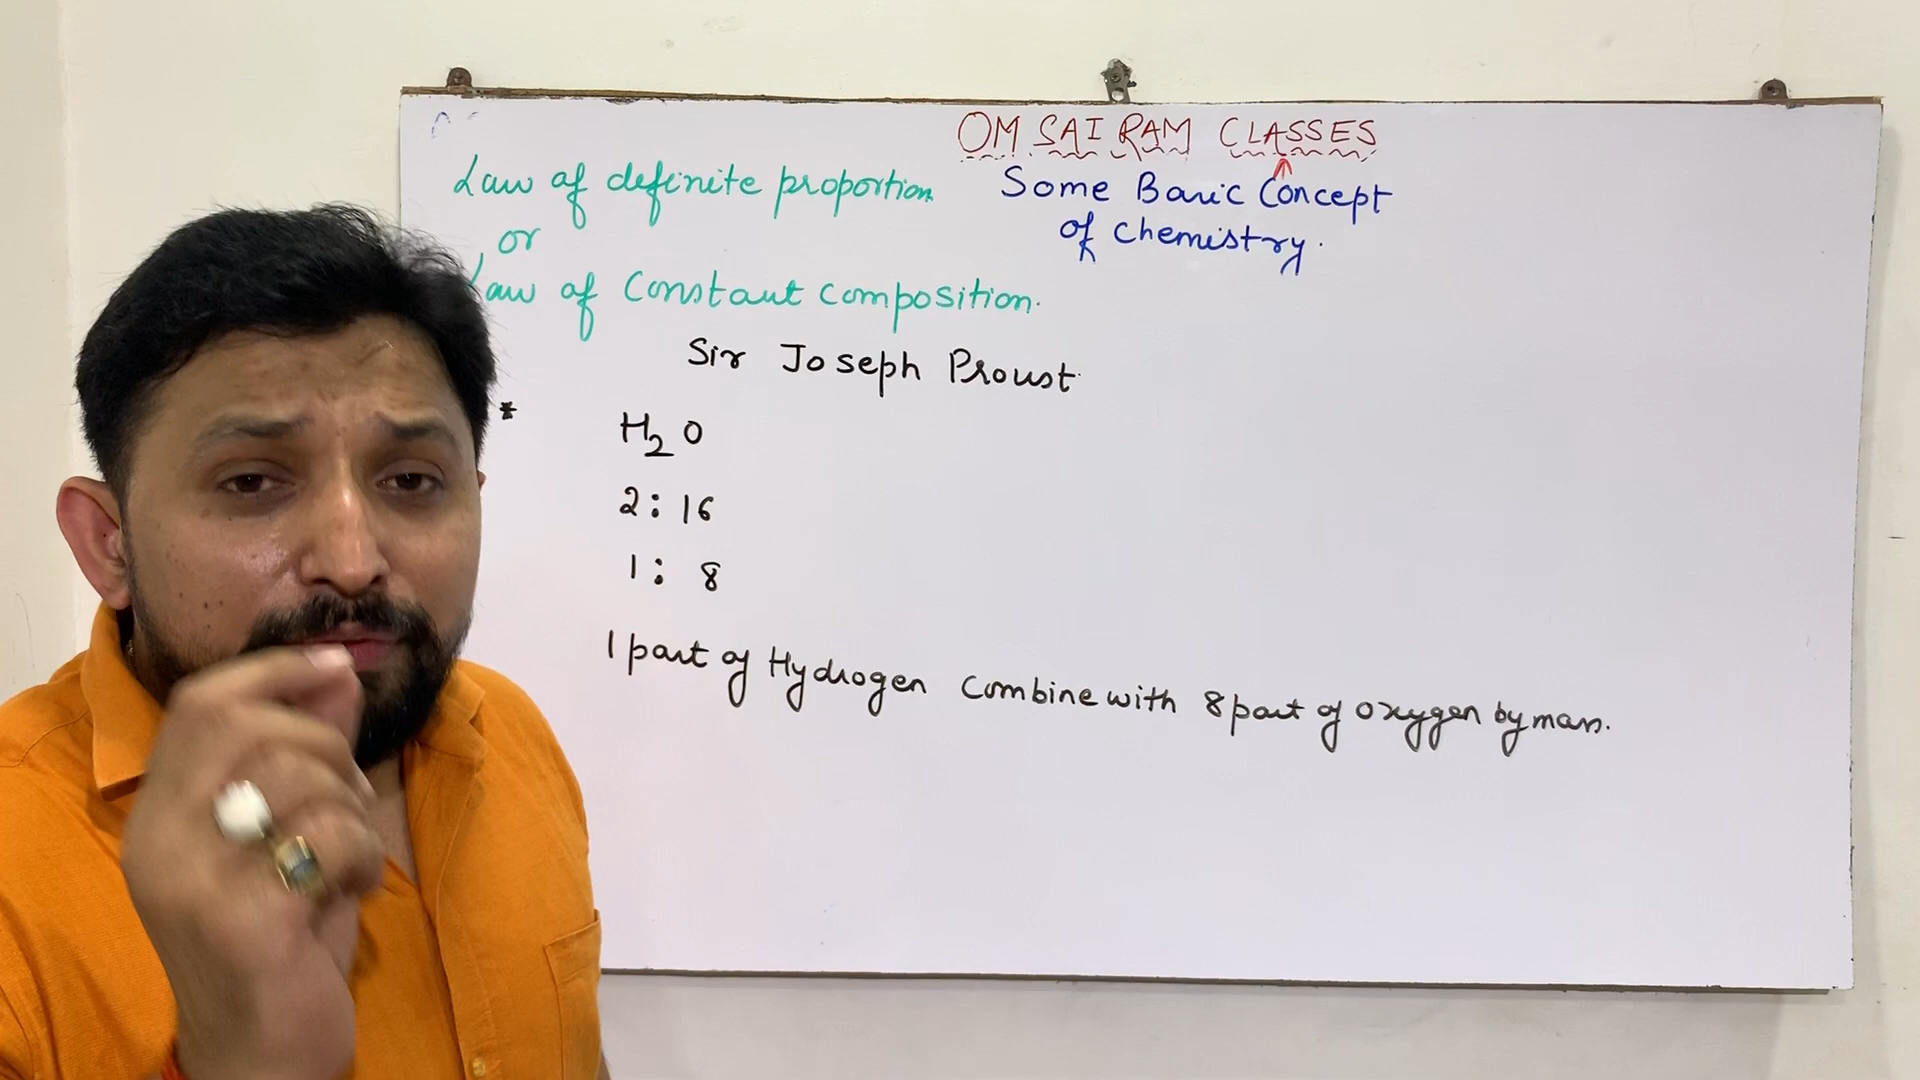 OM SAI RAM CLASSES
Law of definite proportion
Some Basic Concept
of Chemistry.
or
Law of Constant composition.
Sir Joseph Proust
*
H₂O
2 : 16
1 : 8
1 part of Hydrogen Combine with 8 part of oxygen by mass.